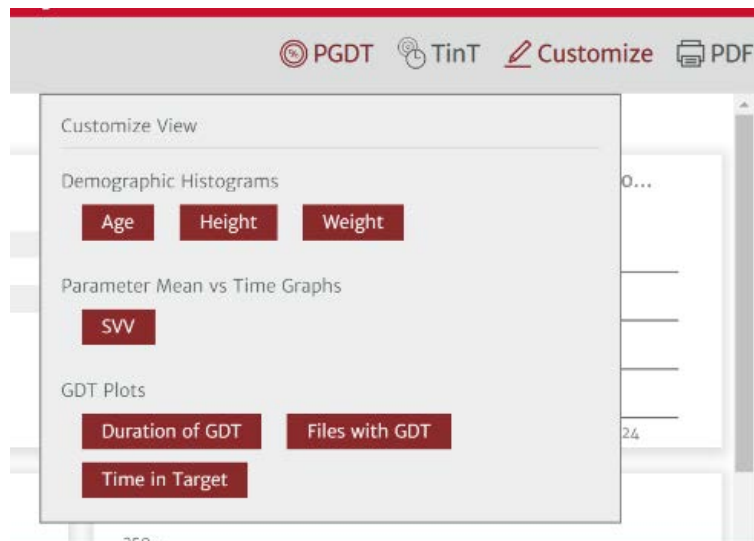 PGDT TinT Customize PDF
Customize View
Demographic Histograms
Age Height Weight
Parameter Mean vs Time Graphs
SVV
GDT Plots
Duration of GDT Files with GDT
Time in Target
o...
24